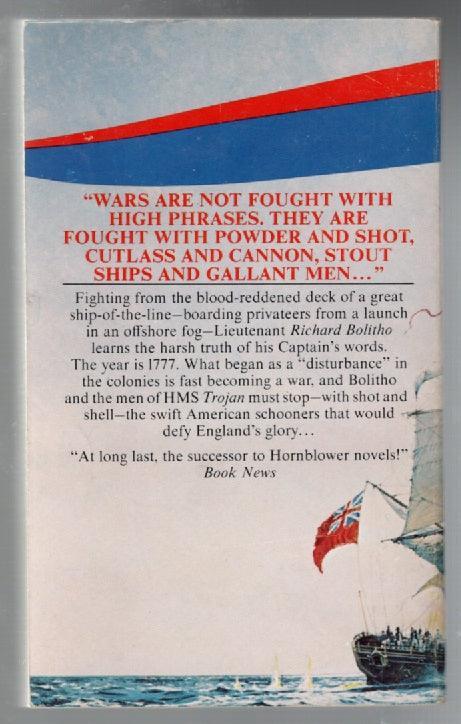 “WARS ARE NOT FOUGHT WITH
HIGH PHRASES. THEY ARE
FOUGHT WITH POWDER AND SHOT,
CUTLASS AND CANNON, STOUT
SHIPS AND GALLANT MEN...”
Fighting from the blood-reddened deck of a great
ship-of-the-line—boarding privateers from a launch
in an offshore fog—Lieutenant Richard Bolitho
learns the harsh truth of his Captain’s words.
The year is 1777. What began as a “disturbance” in
the colonies is fast becoming a war, and Bolitho
and the men of HMS Trojan must stop—with shot and
shell—the swift American schooners that would
defy England’s glory...
“At long last, the successor to Hornblower novels!”
Book News